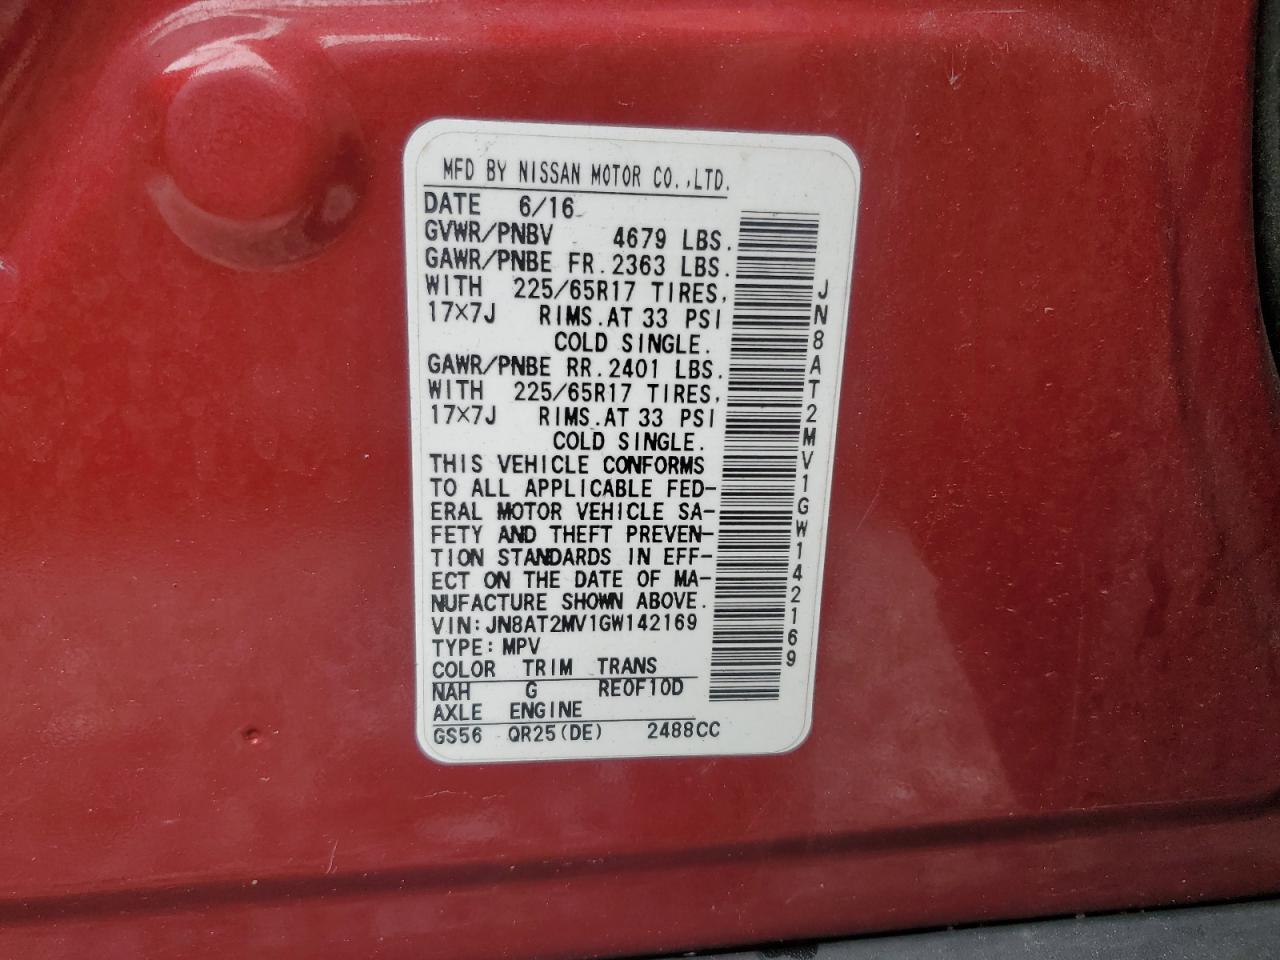 MFD BY NISSAN MOTOR CO.,LTD.
DATE 6/16
GVWR/PNBV 4679 LBS.
GAWR/PNBE FR.2363 LBS.
WITH 225/65R17 TIRES,
17×7J RIMS.AT 33 PSI
COLD SINGLE.
GAWR/PNBE RR.2401 LBS.
WITH 225/65R17 TIRES,
17×7J RIMS.AT 33 PSI
COLD SINGLE.
THIS VEHICLE CONFORMS
TO ALL APPLICABLE FED-
ERAL MOTOR VEHICLE SA-
FETY AND THEFT PREVEN-
TION STANDARDS IN EFF-
ECT ON THE DATE OF MA-
NUFACTURE SHOWN ABOVE.
VIN:JN8AT2MV1GW142169
TYPE:MPV
COLOR TRIM TRANS
NAH G RE0F10D
AXLE ENGINE
GS56 QR25(DE) 2488CC
JN8AT2MV1GW142169